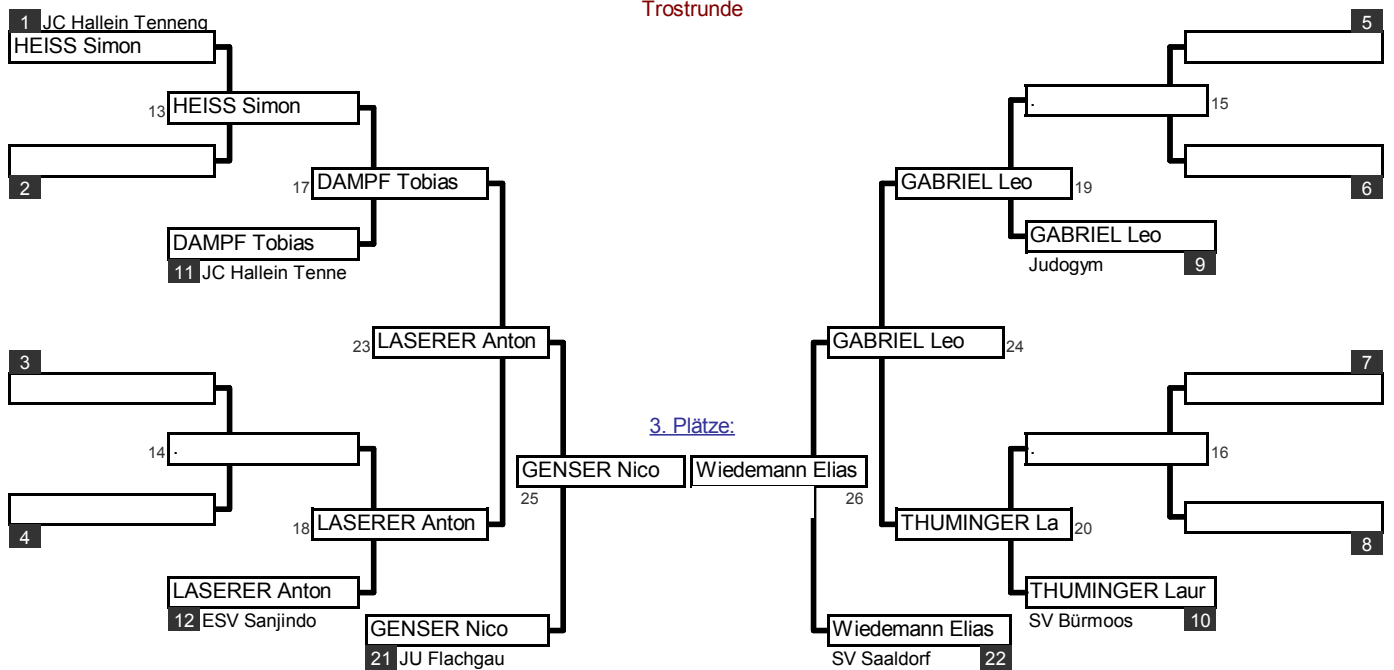 Trostrunde
1 JC Hallein Tenneng
5
HEISS Simon
13 HEISS Simon
. 15
2
17 DAMPF Tobias
GABRIEL Leo 19
6
DAMPF Tobias
GABRIEL Leo
11 JC Hallein Tenne
Judogym 9
23 LASERER Anton
GABRIEL Leo 24
3
7
3. Plätze:
14 .
. 16
GENSER Nico
Wiedemann Elias
25
26
4
18 LASERER Anton
THUMINGER La 20
8
LASERER Anton
THUMINGER Laur
12 ESV Sanjindo
SV Bürmoos 10
GENSER Nico
Wiedemann Elias
21 JU Flachgau
SV Saaldorf 22